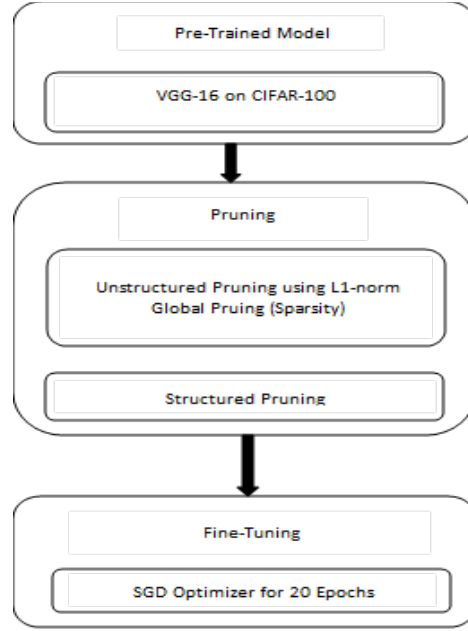 Pre-Trained Model
VGG-16 on CIFAR-100
Pruning
Unstructured Pruning using L1-norm
Global Pruing (Sparsity)
Structured Pruning
Fine-Tuning
SGD Optimizer for 20 Epochs